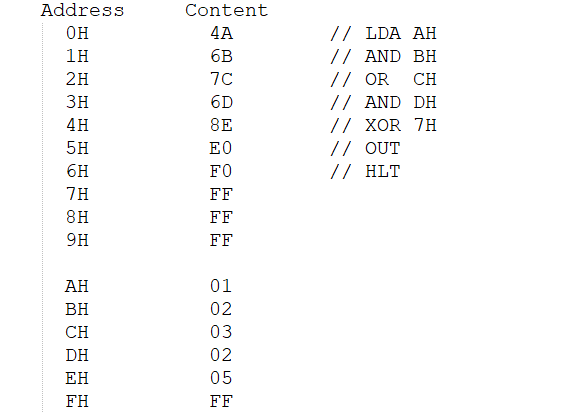 Address Content
0H 4A // LDA AH
1H 6B // AND BH
2H 7C // OR CH
3H 6D // AND DH
4H 8E // XOR 7H
5H E0 // OUT
6H F0 // HLT
7H FF
8H FF
9H FF
AH 01
BH 02
CH 03
DH 02
EH 05
FH FF